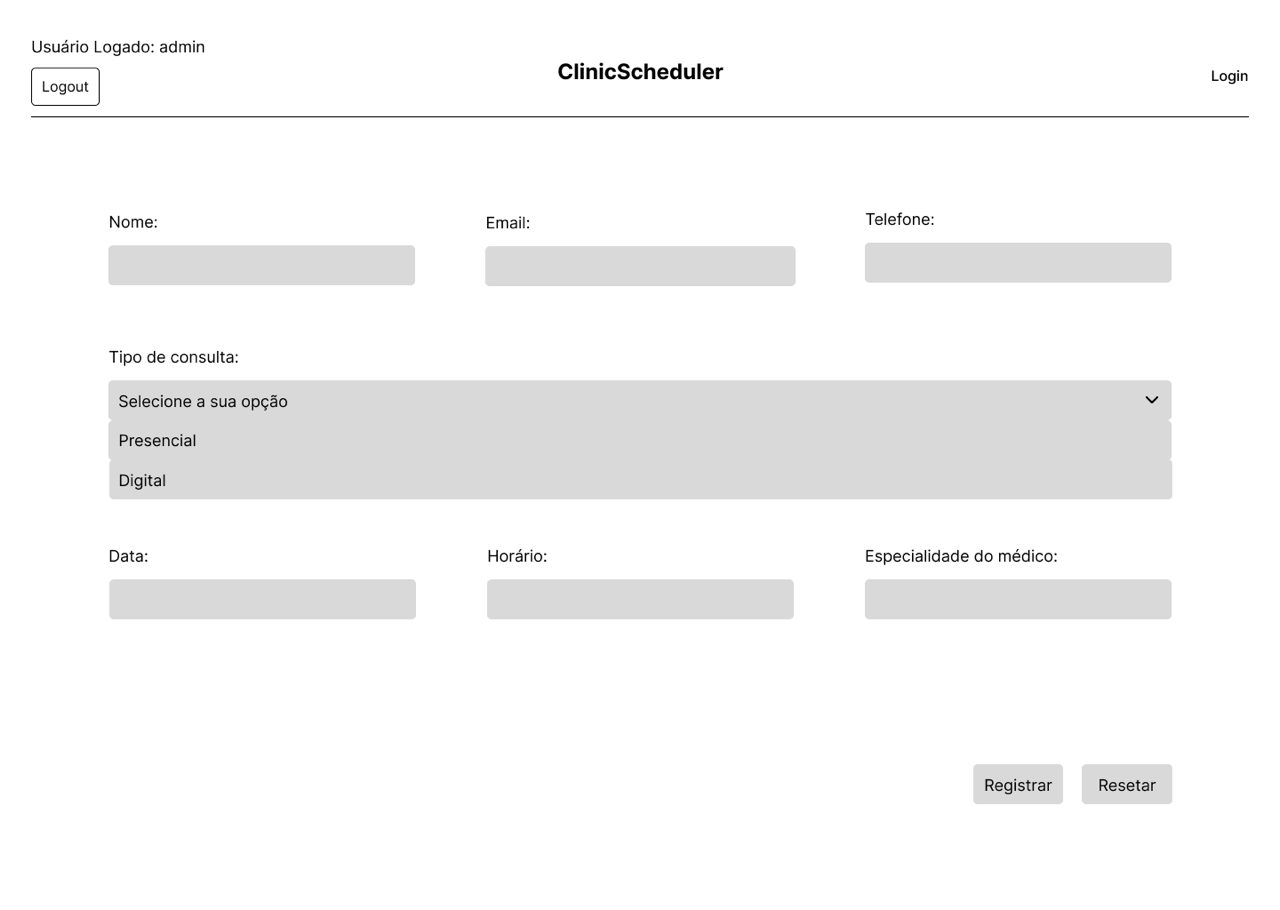 Usuário Logado: admin
Logout
ClinicScheduler
Login
Nome:
Email:
Telefone:
Tipo de consulta:
Selecione a sua opção
Presencial
Digital
Data:
Horário:
Especialidade do médico:
Registrar
Resetar